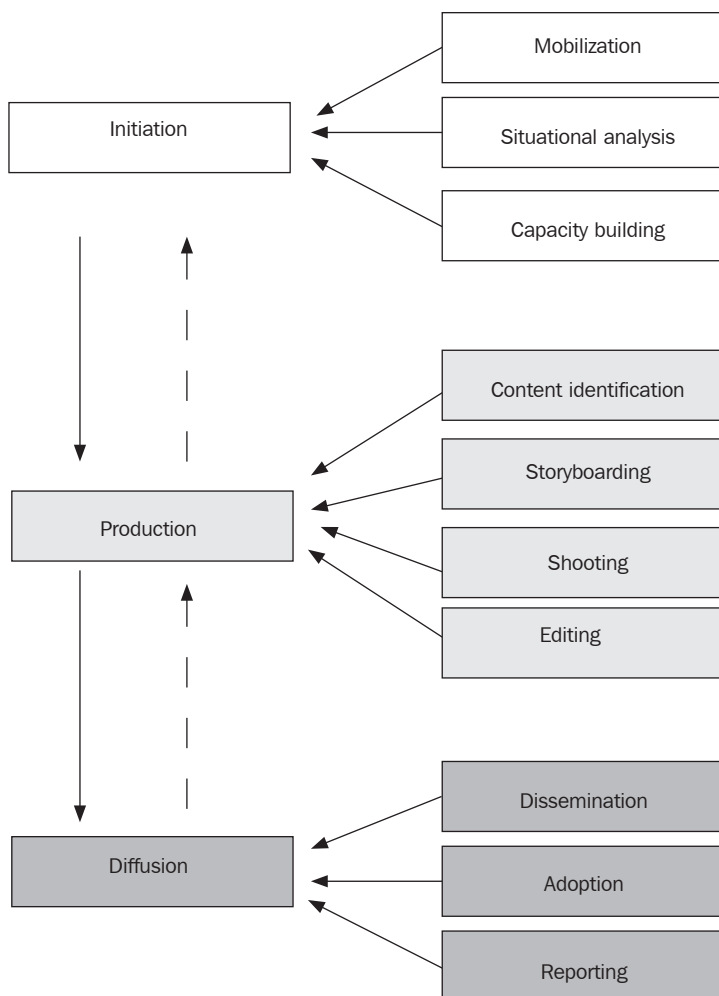 Mobilization
Initiation
Situational analysis
Capacity building
Content identification
Storyboarding
Production
Shooting
Editing
Dissemination
Diffusion
Adoption
Reporting